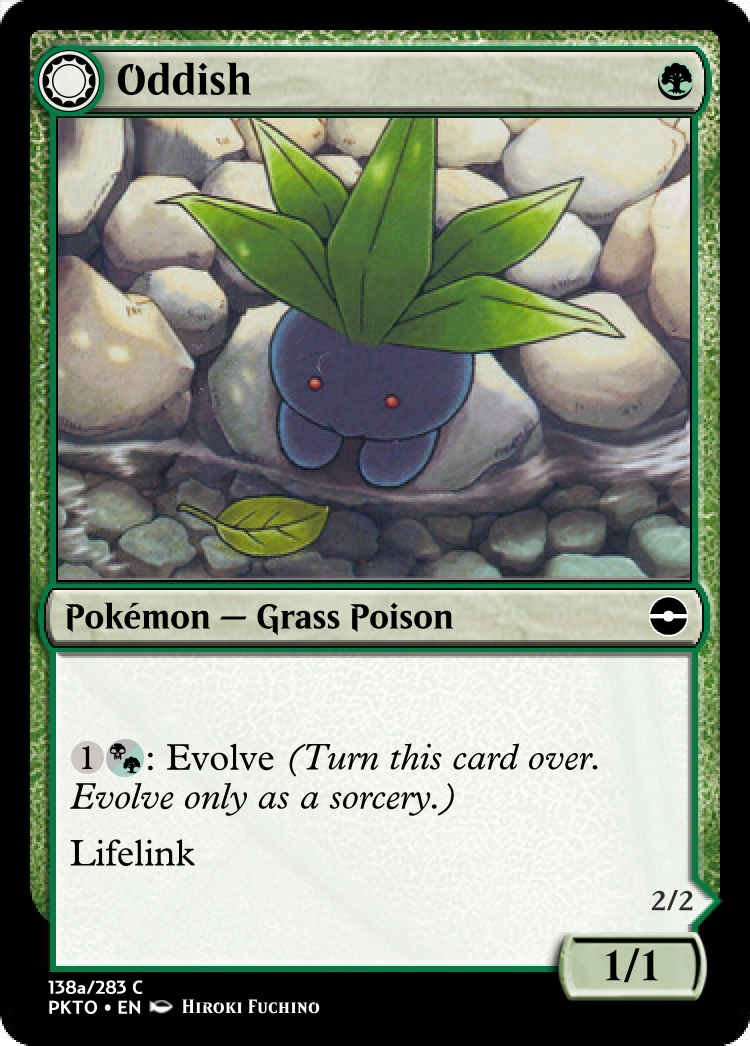 Oddish
Pokémon — Grass Poison
1: Evolve (Turn this card over.
Evolve only as a sorcery.)
Lifelink
2/2
1/1
138a/283 C
PKTO • EN Hiroki Fuchino